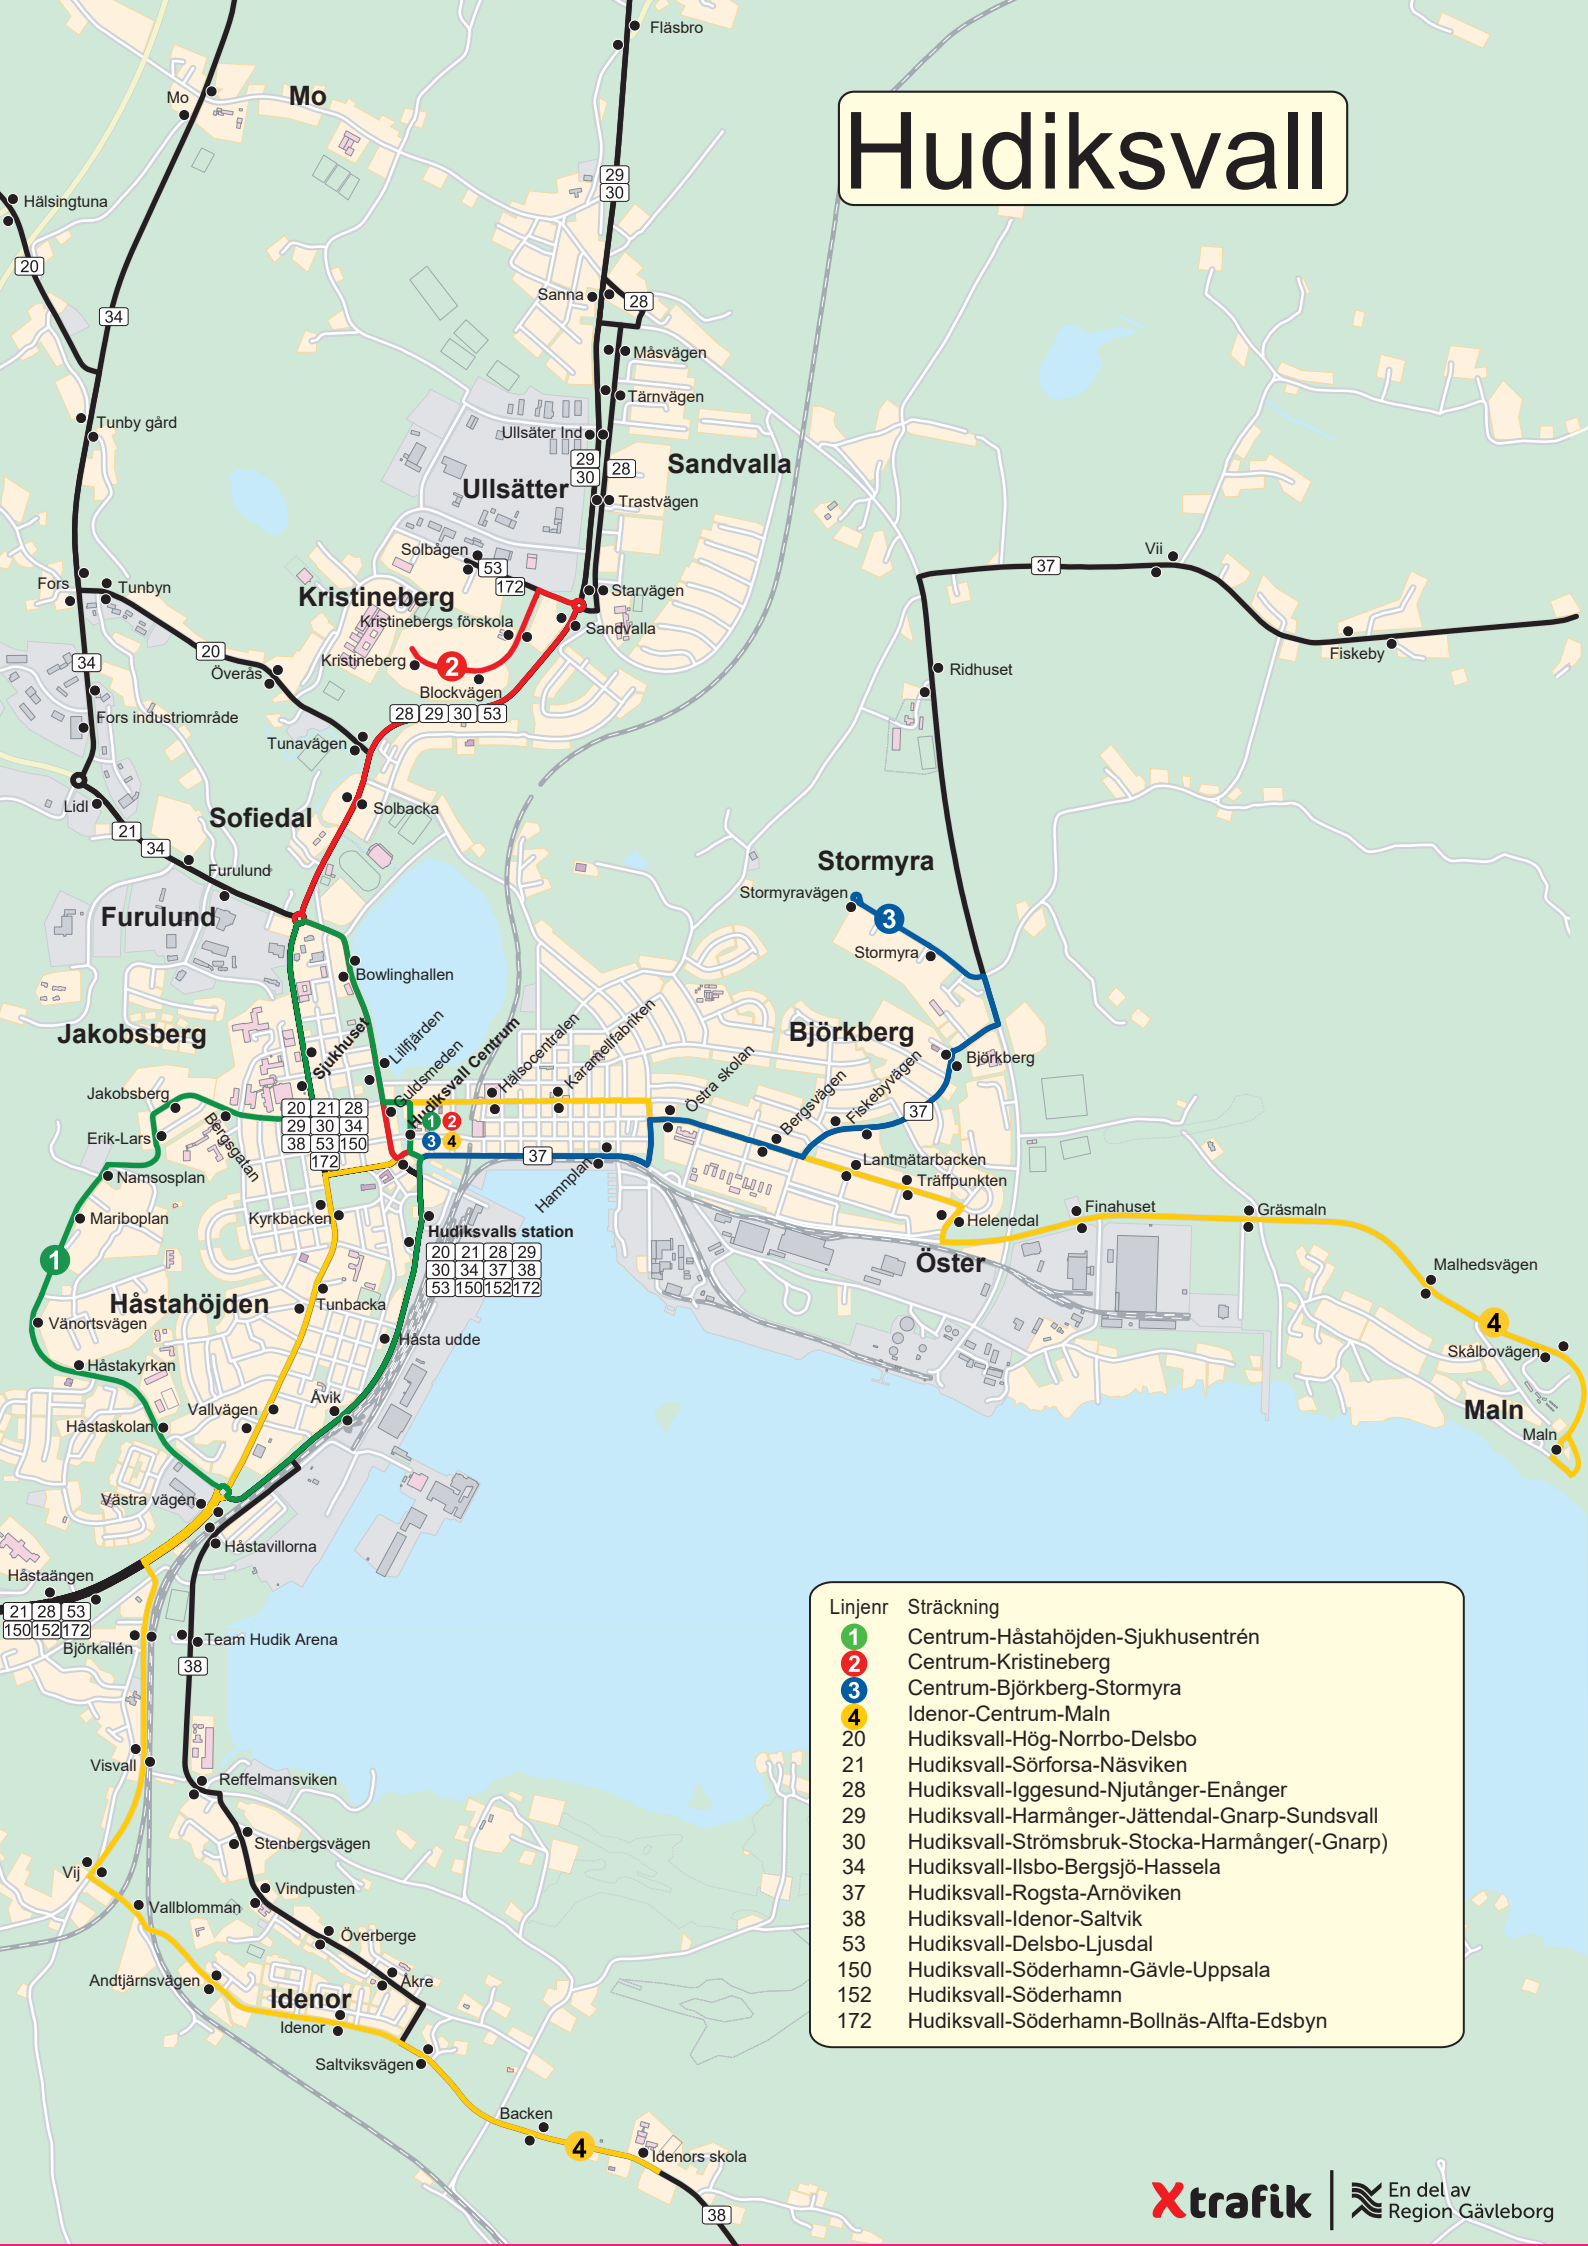 Hudiksvall
Fläsbro
Mo
Mo
29
30
Hälsingtuna
20
34
Sanna
28
Måsvägen
Tärnvägen
Tunby gård
Ullsäter Ind
29
30
28
Sandvalla
Ullsätter
Trastvägen
Solbågen
53
172
Vii
37
Fors
Tunbyn
Kristineberg
Starvägen
Kristinebergs förskola
Sandvalla
20
34
Överås
Kristineberg
2
Blockvägen
Fiskeby
Ridhuset
28 29 30 53
Fors industriområde
Tunavägen
Lidl
Sofiedal
Solbacka
21
34
Furulund
Furulund
Stormyra
Stormyravägen
3
Stormyra
Bowlinghallen
Jakobsberg
Sjukhuset
Lillfjärden
Guldsmeden
Hudiksvall Centrum
Hälsocentralen
Karamellfabriken
Östra skolan
Björkberg
Björkberg
Bergsvägen
Fiskebyvägen
37
Jakobsberg
Erik-Lars
Bergsgatan
20 21 28
29 30 34
38 53 150
172
1 2
3 4
37
Hamnplan
Lantmätarbacken
Träffpunkten
Helenedal
Namsosplan
Mariboplan
Kyrkbacken
Hudiksvalls station
20 21 28 29
30 34 37 38
53 150 152 172
Finahuset
Gräsmaln
Öster
1
Malhedsvägen
4
Håstahöjden
Tunbacka
Vänortsvägen
Håsta udde
Skålbovägen
Håstakyrkan
Åvik
Vallvägen
Håstaskolan
Maln
Maln
Västra vägen
Håstavillorna
Håstaängen
21 28 53
150 152 172
Björkallén
Team Hudik Arena
38
Visvall
Reffelmansviken
Stenbergsvägen
Vij
Vindpusten
Vallblomman
Överberge
Andtjärnsvägen
Åkre
Idenor
Idenor
Saltviksvägen
Backen
4
Idenors skola
38
Linjenr Sträckning
1 Centrum-Håstahöjden-Sjukhusentrén
2 Centrum-Kristineberg
3 Centrum-Björkberg-Stormyra
4 Idenor-Centrum-Maln
20 Hudiksvall-Hög-Norrbo-Delsbo
21 Hudiksvall-Sörforsa-Näsviken
28 Hudiksvall-Iggesund-Njutånger-Enånger
29 Hudiksvall-Harmånger-Jättendal-Gnarp-Sundsvall
30 Hudiksvall-Strömsbruk-Stocka-Harmånger(-Gnarp)
34 Hudiksvall-Ilsbo-Bergsjö-Hassela
37 Hudiksvall-Rogsta-Arnöviken
38 Hudiksvall-Idenor-Saltvik
53 Hudiksvall-Delsbo-Ljusdal
150 Hudiksvall-Söderhamn-Gävle-Uppsala
152 Hudiksvall-Söderhamn
172 Hudiksvall-Söderhamn-Bollnäs-Alfta-Edsbyn
Xtrafik
En del av
Region Gävleborg